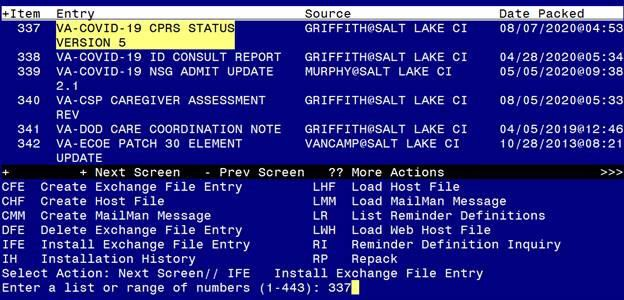 +Item  Entry                          Source                    Date Packed
337  VA-COVID-19 CPRS STATUS        GRIFFITH@SALT LAKE CI     08/07/2020@04:53
VERSION 5
338  VA-COVID-19 ID CONSULT REPORT  GRIFFITH@SALT LAKE CI     04/28/2020@05:34
339  VA-COVID-19 NSG ADMIT UPDATE   MURPHY@SALT LAKE CI       05/05/2020@09:38
2.1
340  VA-CSP CAREGIVER ASSESSMENT    GRIFFITH@SALT LAKE CI     08/05/2020@05:33
REV
341  VA-DOD CARE COORDINATION NOTE  GRIFFITH@SALT LAKE CI     04/05/2019@12:46
342  VA-ECOE PATCH 30 ELEMENT       VANCAMP@SALT LAKE CI      10/28/2013@08:21
UPDATE
+         + Next Screen   - Prev Screen   ?? More Actions                  >>>
CFE  Create Exchange File Entry        LHF  Load Host File
CHF  Create Host File                  LMM  Load MailMan Message
CMM  Create MailMan Message            LR   List Reminder Definitions
DFE  Delete Exchange File Entry        LWH  Load Web Host File
IFE  Install Exchange File Entry       RI   Reminder Definition Inquiry
IH   Installation History              RP   Repack
Select Action: Next Screen// IFE   Install Exchange File Entry
Enter a list or range of numbers (1-443): 337